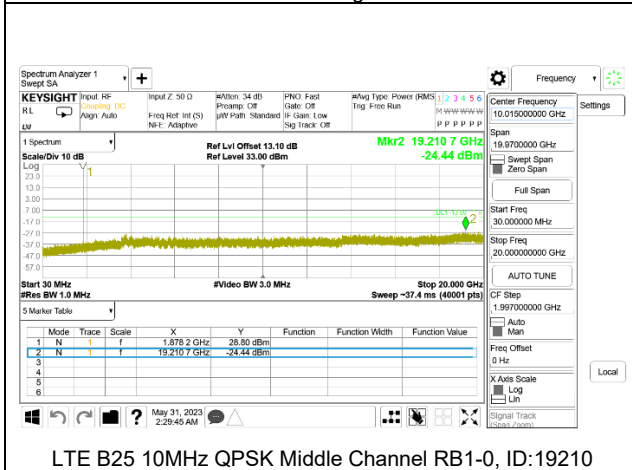 Spectrum Analyzer 1
Swept SA
+
Frequency
KEYSIGHT
RL
Input: RF
Coupling: DC
Align: Auto
Input Z: 50 Ω
Freq Ref: Int (S)
NFE: Adaptive
#Atten: 34 dB
Preamp: Off
µW Path: Standard
PNO: Fast
Gate: Off
IF Gain: Low
Sig Track: Off
#Avg Type: Power (RMS
Trig: Free Run
1 2 3 4 5 6
M W W W W W
P P P P P P
Center Frequency
10.015000000 GHz
Settings
Span
19.9700000 GHz
Swept Span
Zero Span
Full Span
Start Freq
30.000000 MHz
Stop Freq
20.000000000 GHz
AUTO TUNE
CF Step
1.997000000 GHz
Auto
Man
Freq Offset
0 Hz
X Axis Scale
Log
Lin
Signal Track
(Span Zoom)
Local
1 Spectrum
Scale/Div 10 dB
Log
Ref Lvl Offset 13.10 dB
Ref Level 33.00 dBm
Mkr2 19.210 7 GHz
-24.44 dBm
1
2
23.0
13.0
3.00
-7.00
-17.0
-27.0
-37.0
-47.0
-57.0
Start 30 MHz
#Res BW 1.0 MHz
#Video BW 3.0 MHz
Stop 20.000 GHz
Sweep ~37.4 ms (40001 pts)
5 Marker Table
Mode Trace Scale X Y Function Function Width Function Value
1 N 1 f 1.878 2 GHz 28.80 dBm
2 N 1 f 19.210 7 GHz -24.44 dBm
3
4
5
6
?
May 31, 2023
2:29:45 AM
LTE B25 10MHz QPSK Middle Channel RB1-0, ID:19210